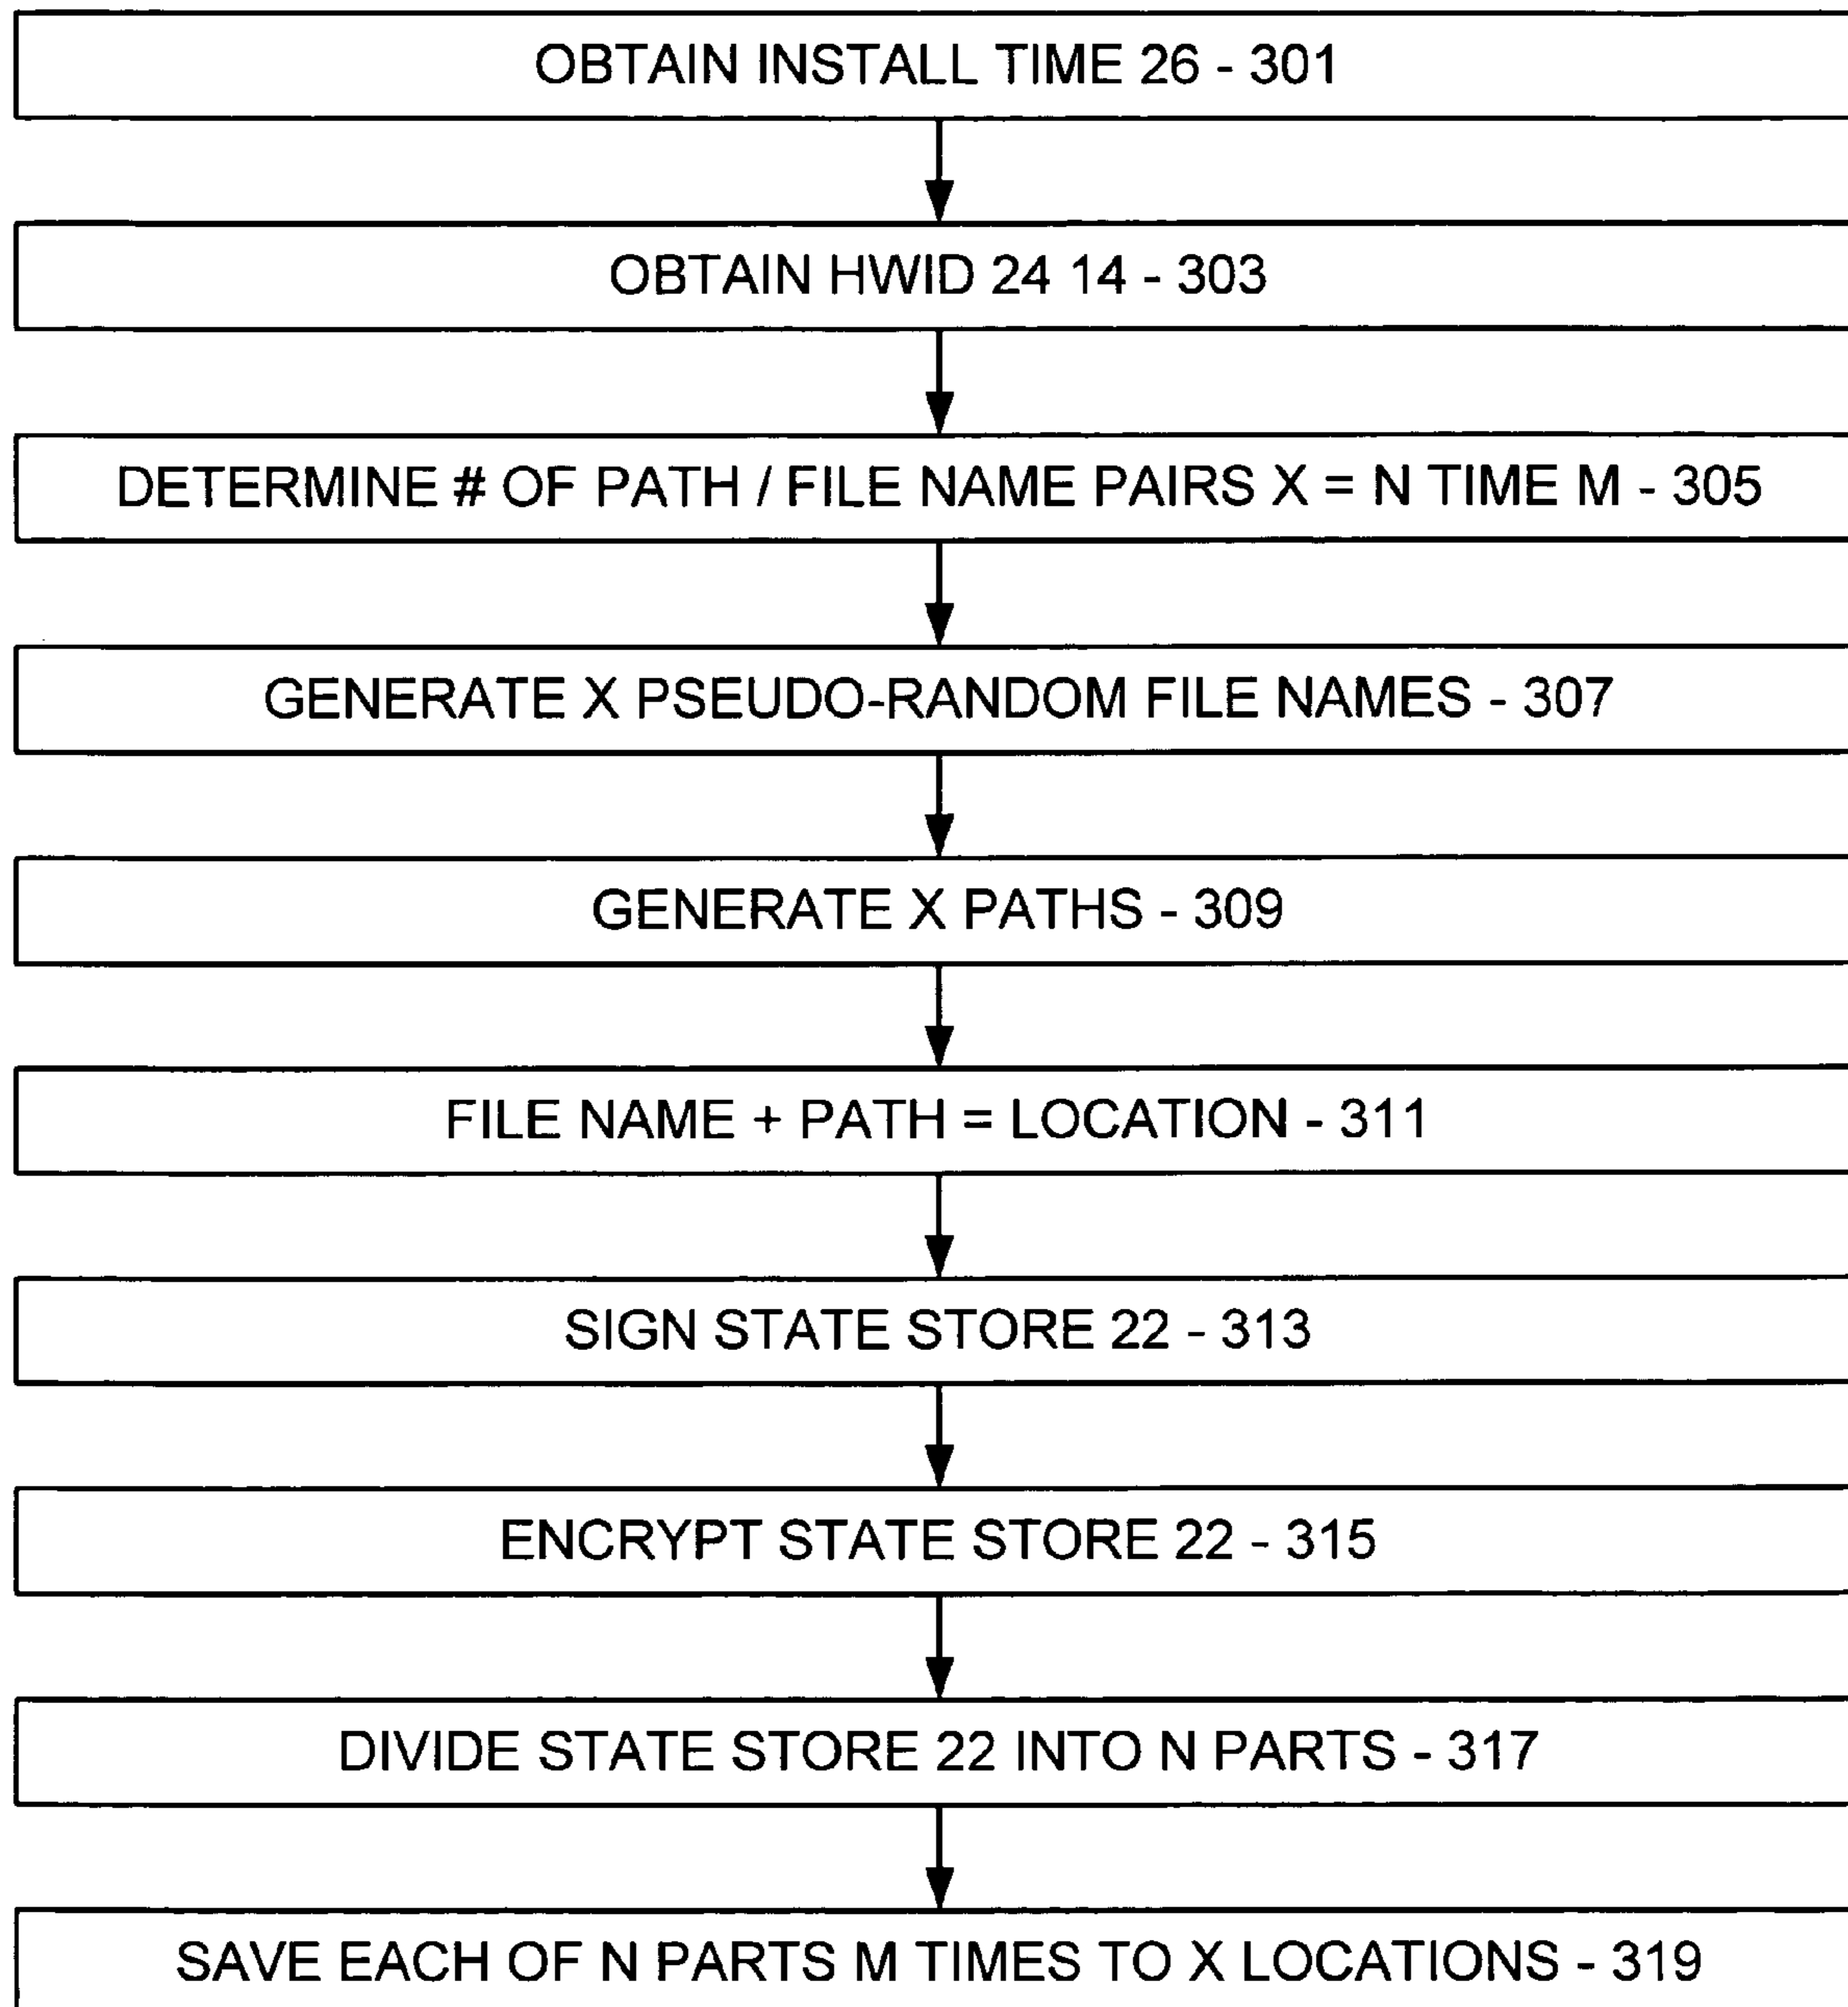 OBTAIN INSTALL TIME 26 - 301
OBTAIN HWID 24 14 - 303
DETERMINE # OF PATH / FILE NAME PAIRS X = N TIME M - 305
GENERATE X PSEUDO-RANDOM FILE NAMES - 307
GENERATE X PATHS - 309
FILE NAME + PATH = LOCATION - 311
SIGN STATE STORE 22 - 313
ENCRYPT STATE STORE 22 - 315
DIVIDE STATE STORE 22 INTO N PARTS - 317
SAVE EACH OF N PARTS M TIMES TO X LOCATIONS - 319